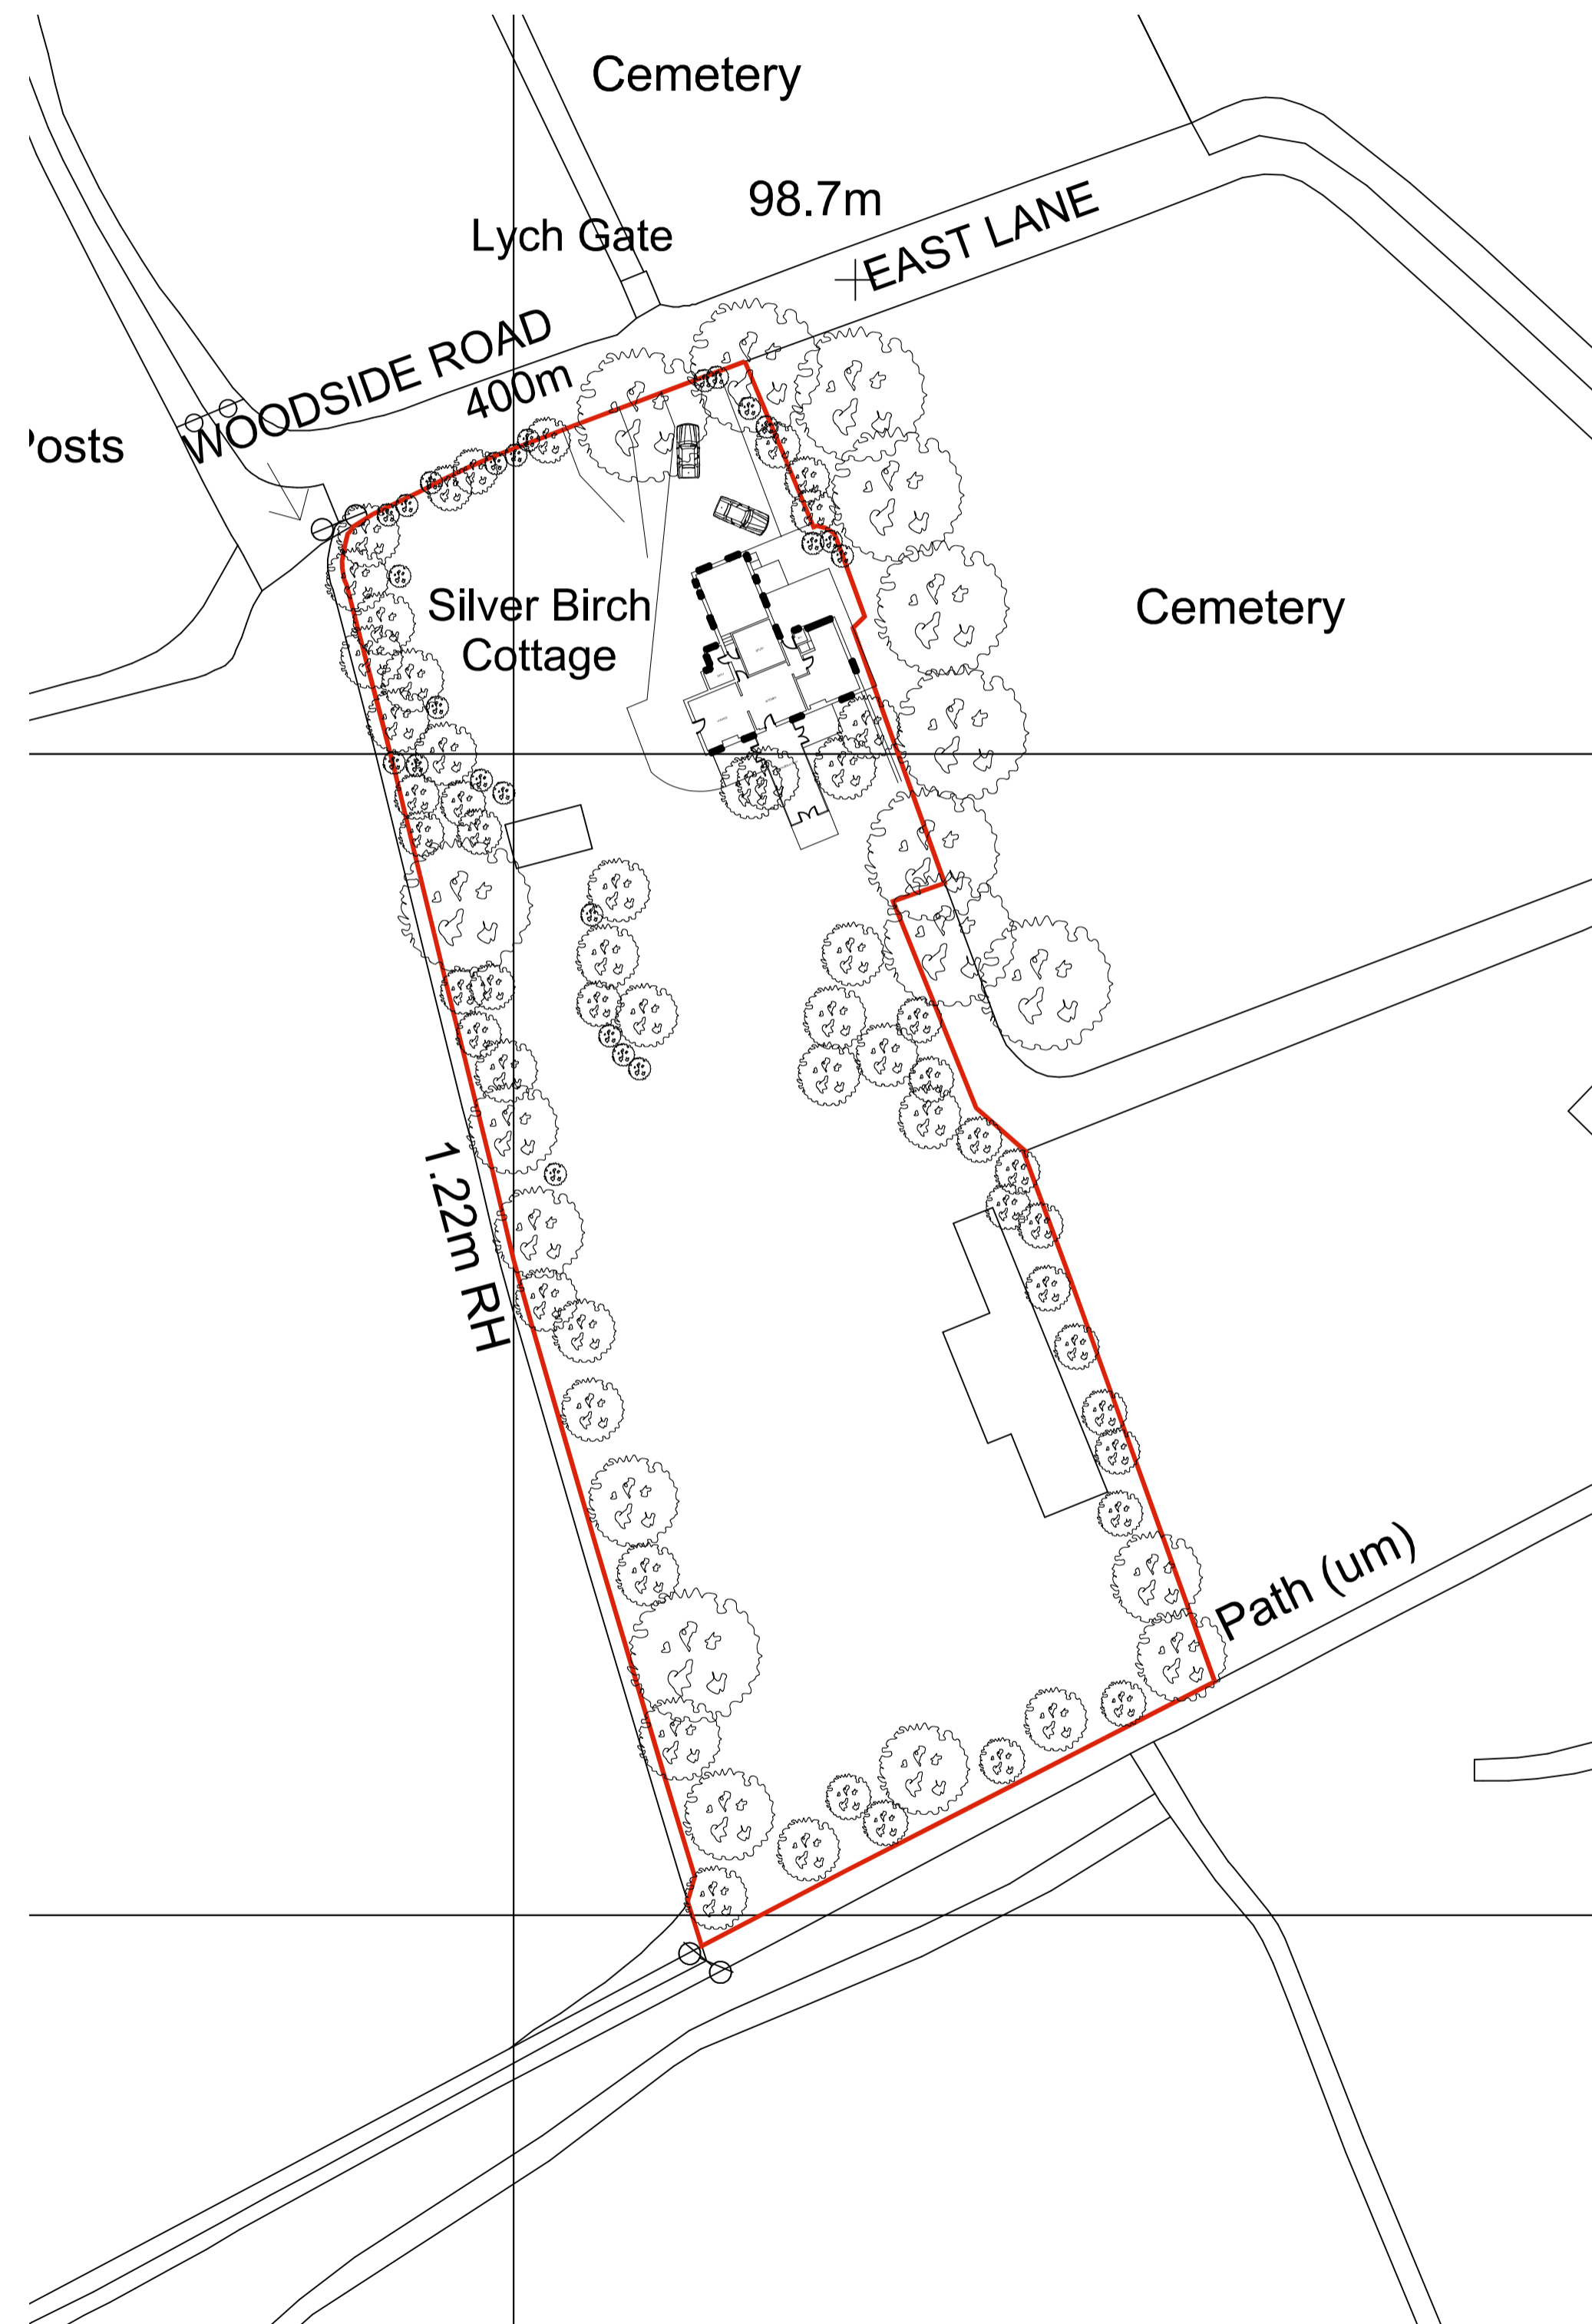 Cemetery
98.7m
EAST LANE
Lych Gate
WOODSIDE ROAD
400m
Silver Birch
Cottage
Cemetery
1.22m RH
Path (um)